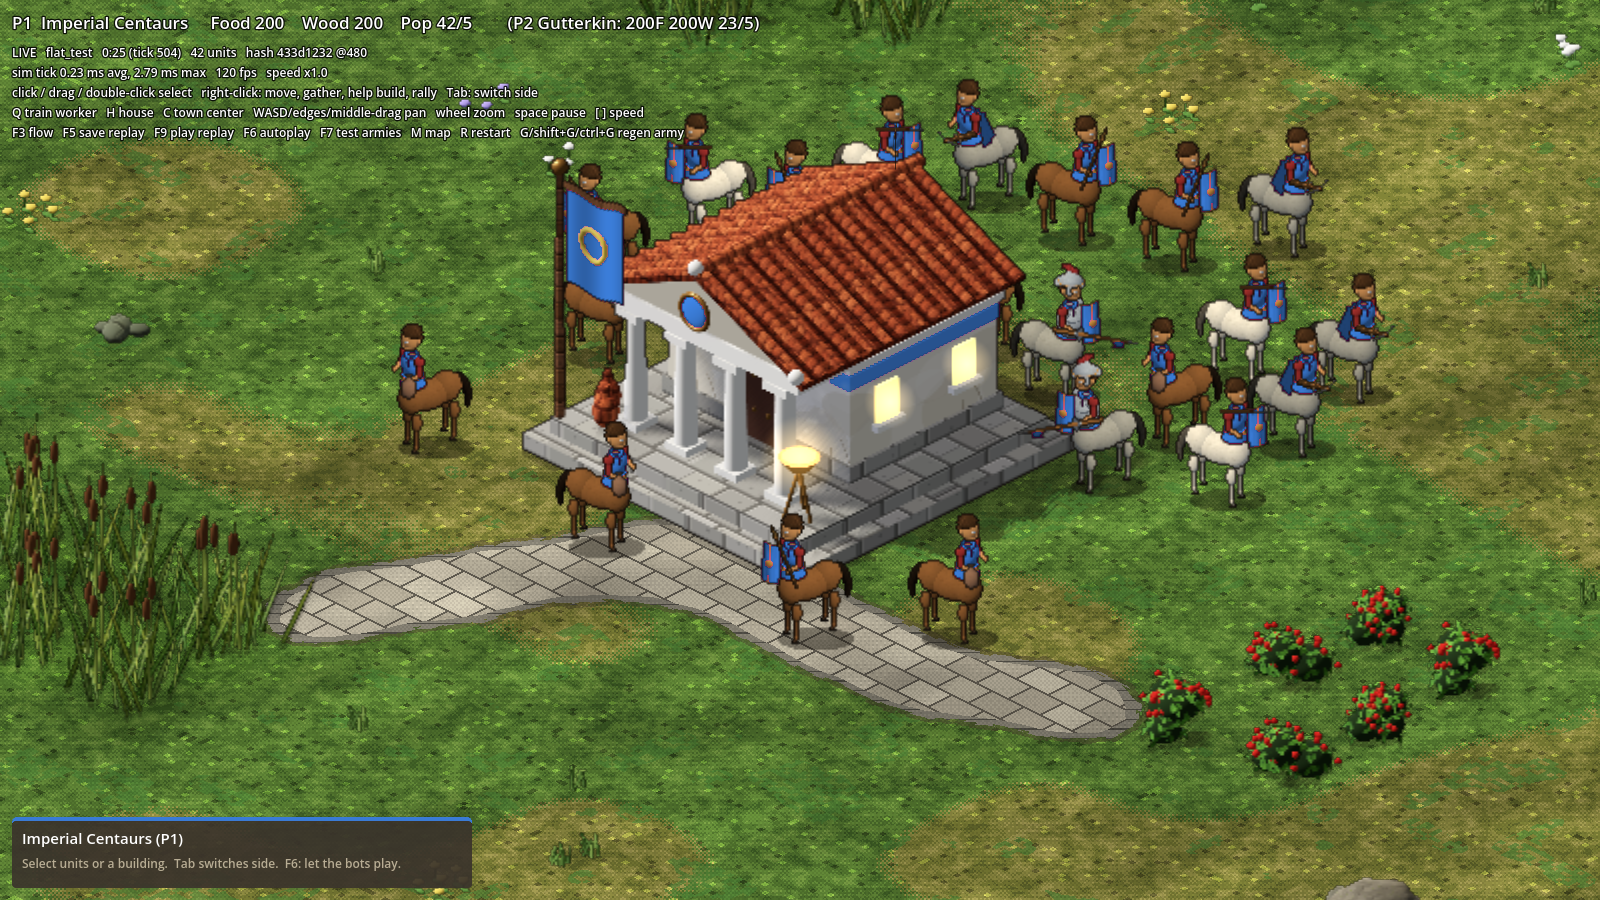 P1 Imperial Centaurs Food 200 Wood 200 Pop 42/5 (P2 Gutterkin: 200F 200W 23/5)
LIVE flat_test 0:25 (tick 504) 42 units hash 433d1232 @480
sim tick 0.23 ms avg, 2.79 ms max 120 fps speed x1.0
click / drag / double-click select right-click: move, gather, help build, rally Tab: switch side
Q train worker H house C town center WASD/edges/middle-drag pan wheel zoom space pause [ ] speed
F3 flow F5 save replay F9 play replay F6 autoplay F7 test armies M map R restart G/shift+G/ctrl+G regen army
Imperial Centaurs (P1)
Select units or a building. Tab switches side. F6: let the bots play.